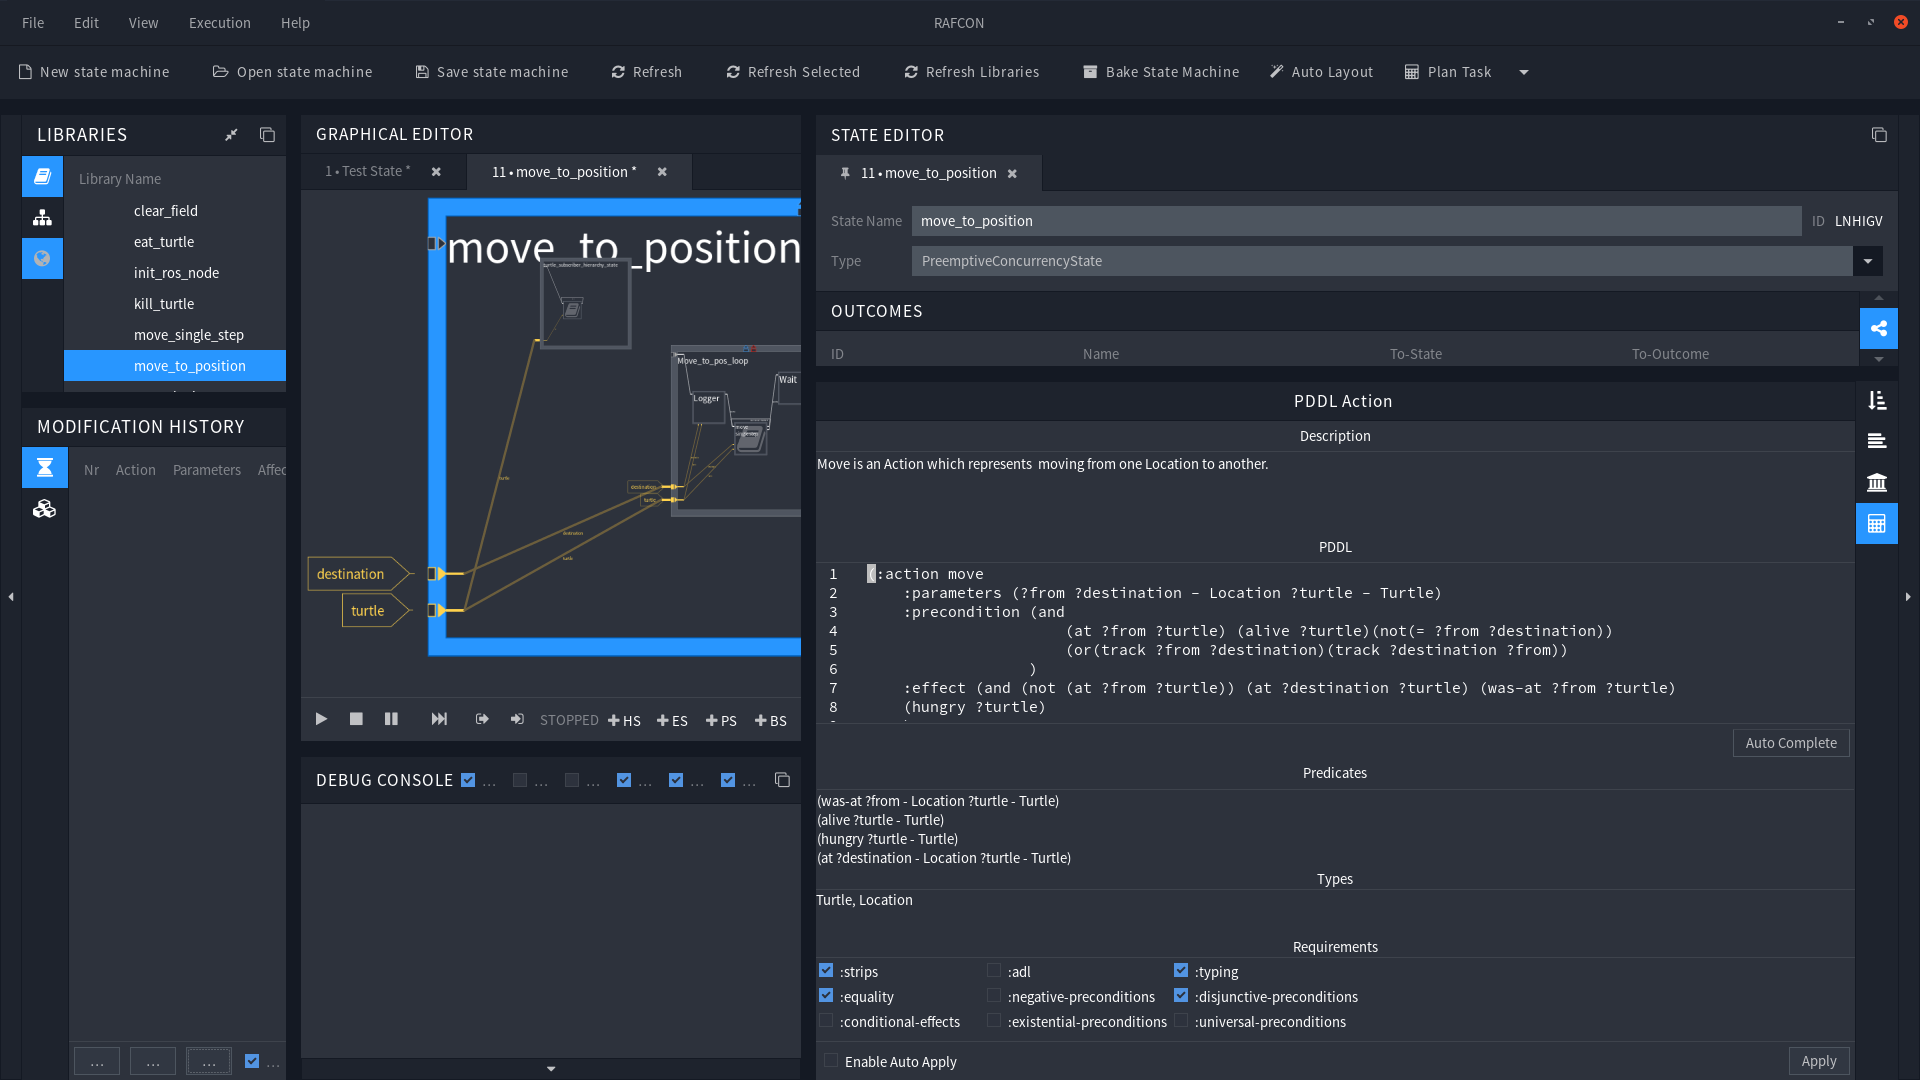 File Edit View Execution Help RAFCON
New state machine Open state machine Save state machine Refresh Refresh Selected Refresh Libraries Bake State Machine Auto Layout Plan Task
LIBRARIES
Library Name
clear_field
eat_turtle
init_ros_node
kill_turtle
move_single_step
move_to_position
MODIFICATION HISTORY
Nr Action Parameters Affec
... ... ... ...
GRAPHICAL EDITOR
1 • Test State * 11 • move_to_position *
move_to_position
turtle_subscriber_hierarchy_state
Move_to_pos_loop
Wait
Logger
destination
turtle
turtle
destination
turtle
destination
turtle
STOPPED HS ES PS BS
DEBUG CONSOLE ... ... ... ... ... ...
STATE EDITOR
11 • move_to_position
State Name move_to_position ID LNHIGV
Type PreemptiveConcurrencyState
OUTCOMES
ID Name To-State To-Outcome
PDDL Action
Description
Move is an Action which represents  moving from one Location to another.
PDDL
1 (:action move
2 :parameters (?from ?destination - Location ?turtle - Turtle)
3 :precondition (and
4 (at ?from ?turtle) (alive ?turtle)(not(= ?from ?destination))
5 (or(track ?from ?destination)(track ?destination ?from))
6 )
7 :effect (and (not (at ?from ?turtle)) (at ?destination ?turtle) (was-at ?from ?turtle)
8 (hungry ?turtle)
Auto Complete
Predicates
(was-at ?from - Location ?turtle - Turtle)
(alive ?turtle - Turtle)
(hungry ?turtle - Turtle)
(at ?destination - Location ?turtle - Turtle)
Types
Turtle, Location
Requirements
:strips :adl :typing
:equality :negative-preconditions :disjunctive-preconditions
:conditional-effects :existential-preconditions :universal-preconditions
Enable Auto Apply Apply